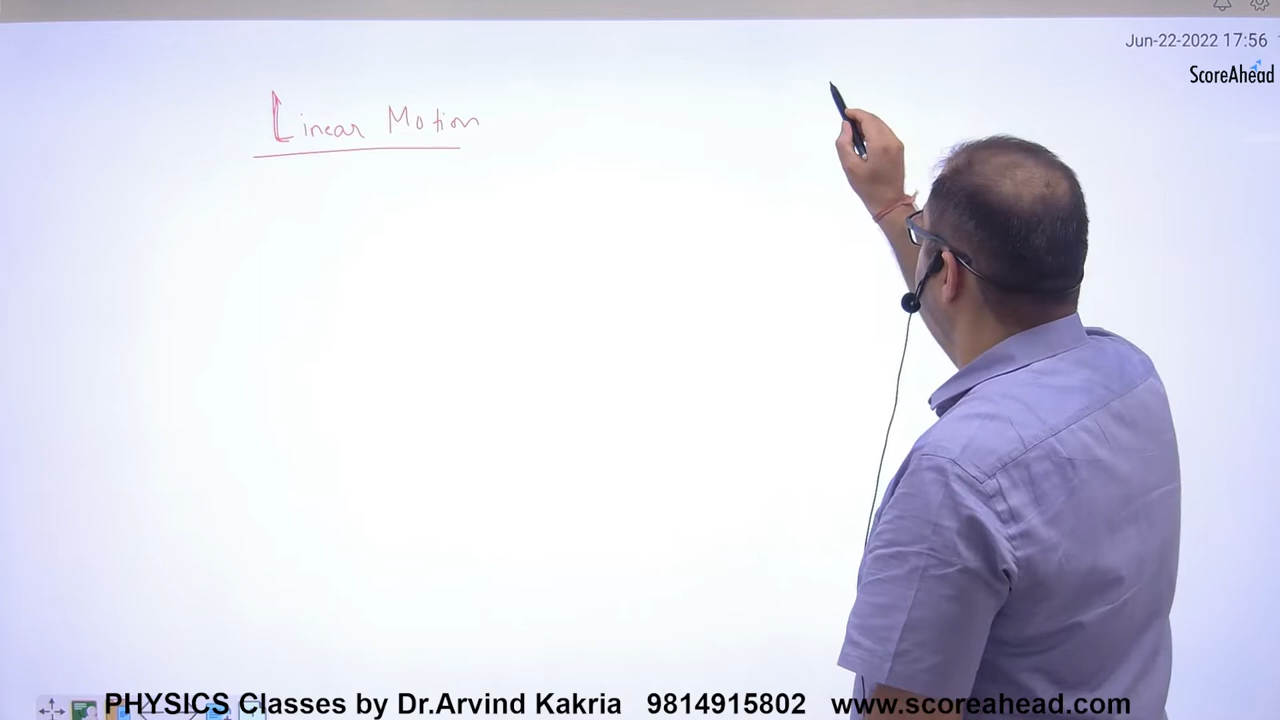 Jun-22-2022 17:56
ScoreAhead
Linear Motion
PHYSICS Classes by Dr.Arvind Kakria 9814915802 www.scoreahead.com